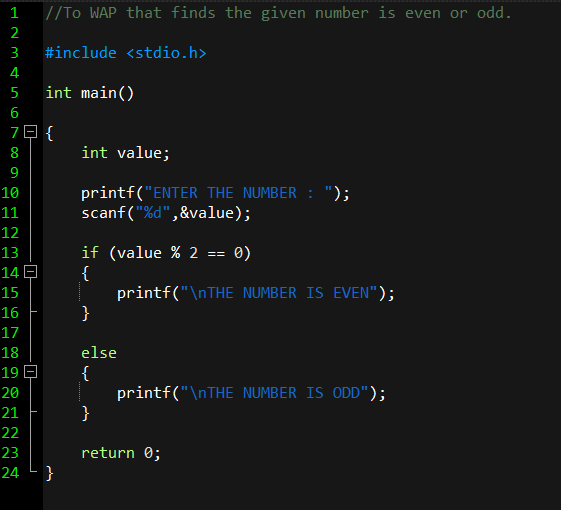 1 //To WAP that finds the given number is even or odd.
2
3 #include <stdio.h>
4
5 int main()
6
7 {
8 int value;
9
10 printf("ENTER THE NUMBER : ");
11 scanf("%d",&value);
12
13 if (value % 2 == 0)
14 {
15 printf("\nTHE NUMBER IS EVEN");
16 }
17
18 else
19 {
20 printf("\nTHE NUMBER IS ODD");
21 }
22
23 return 0;
24 }